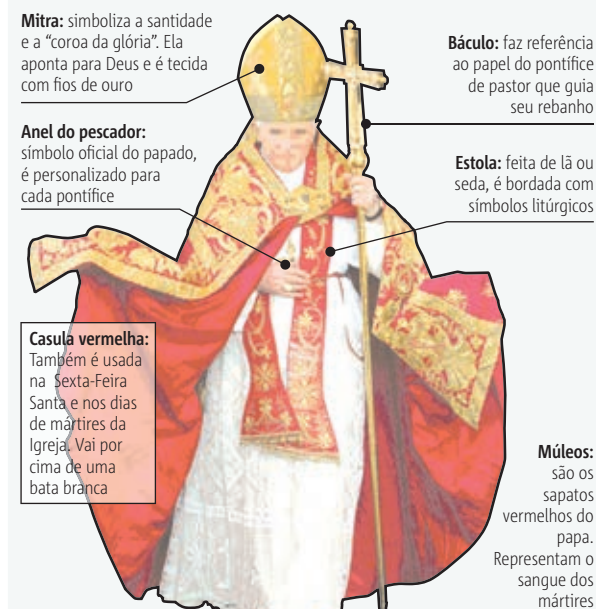 Mitra: simboliza a santidade
e a “coroa da glória”. Ela
aponta para Deus e é tecida
com fios de ouro
Anel do pescador:
símbolo oficial do papado,
é personalizado para
cada pontífice
Casula vermelha:
Também é usada
na Sexta-Feira
Santa e nos dias
de mártires da
Igreja. Vai por
cima de uma
bata branca
Báculo: faz referência
ao papel do pontífice
de pastor que guia
seu rebanho
Estola: feita de lã ou
seda, é bordada com
símbolos litúrgicos
Múleos:
são os
sapatos
vermelhos do
papa.
Representam o
sangue dos
mártires